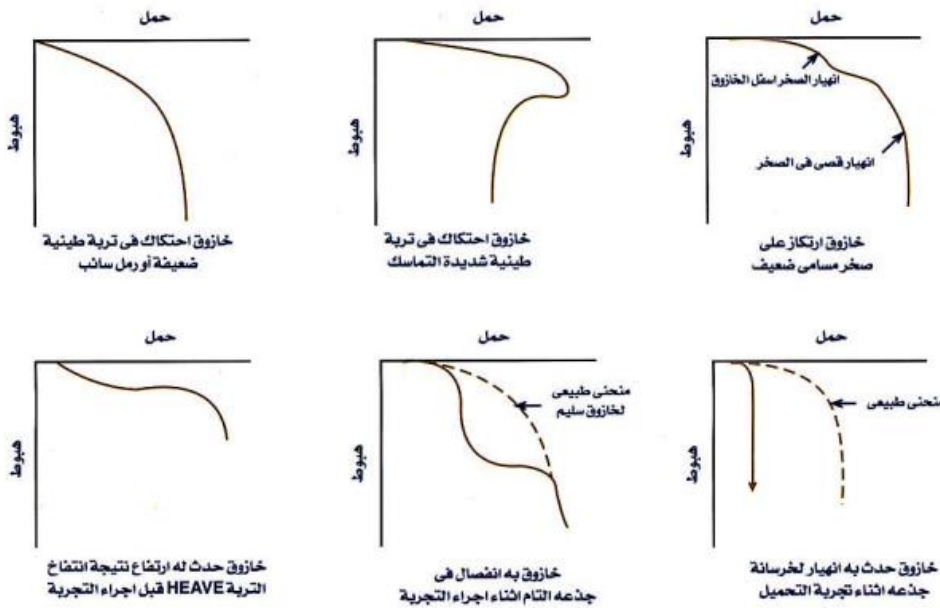 حمل
حمل
حمل
هبوط
هبوط
هبوط
انهيار الصخر اسفل الخازوق
انهيار قصى فى الصخر
خازوق ارتكاز على
صخر مسامى ضعيف
خازوق احتكاك فى تربة
طينية شديدة التماسك
خازوق احتكاك فى تربة طينية
ضعيفة أو رمل سائب
حمل
حمل
حمل
هبوط
هبوط
هبوط
منحنى طبيعى
منحنى طبيعى
لخازوق سليم
خازوق حدث به انهيار لخرسانة
جذعه اثناء تجربة التحميل
خازوق به انفصال فى
جذعه التام اثناء اجراء التجربة
خازوق حدث له ارتفاع نتيجة انتفاخ
التربة HEAVE قبل اجراء التجربة